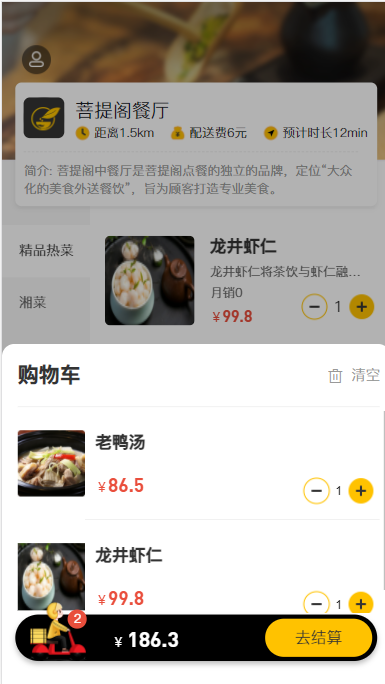 菩提阁餐厅
距离1.5km 配送费6元 预计时长12min
简介: 菩提阁中餐厅是菩提阁点餐的独立的品牌，定位“大众
化的美食外送餐饮”，旨为顾客打造专业美食。
精品热菜
湘菜
龙井虾仁
龙井虾仁将茶饮与虾仁融...
月销0
￥99.8
1
购物车
清空
老鸭汤
￥86.5
1
龙井虾仁
￥99.8
1
2
￥186.3
去结算